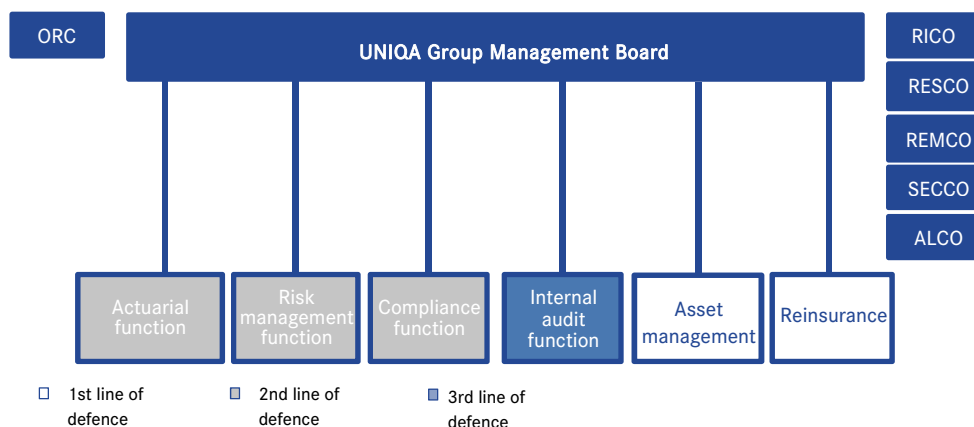 ORC
UNIQA Group Management Board
RICO
RESCO
REMCO
SECCO
ALCO
Actuarial
function
Risk
management
function
Compliance
function
Internal
audit
function
Asset
management
Reinsurance
1st line of
defence
2nd line of
defence
3rd line of
defence